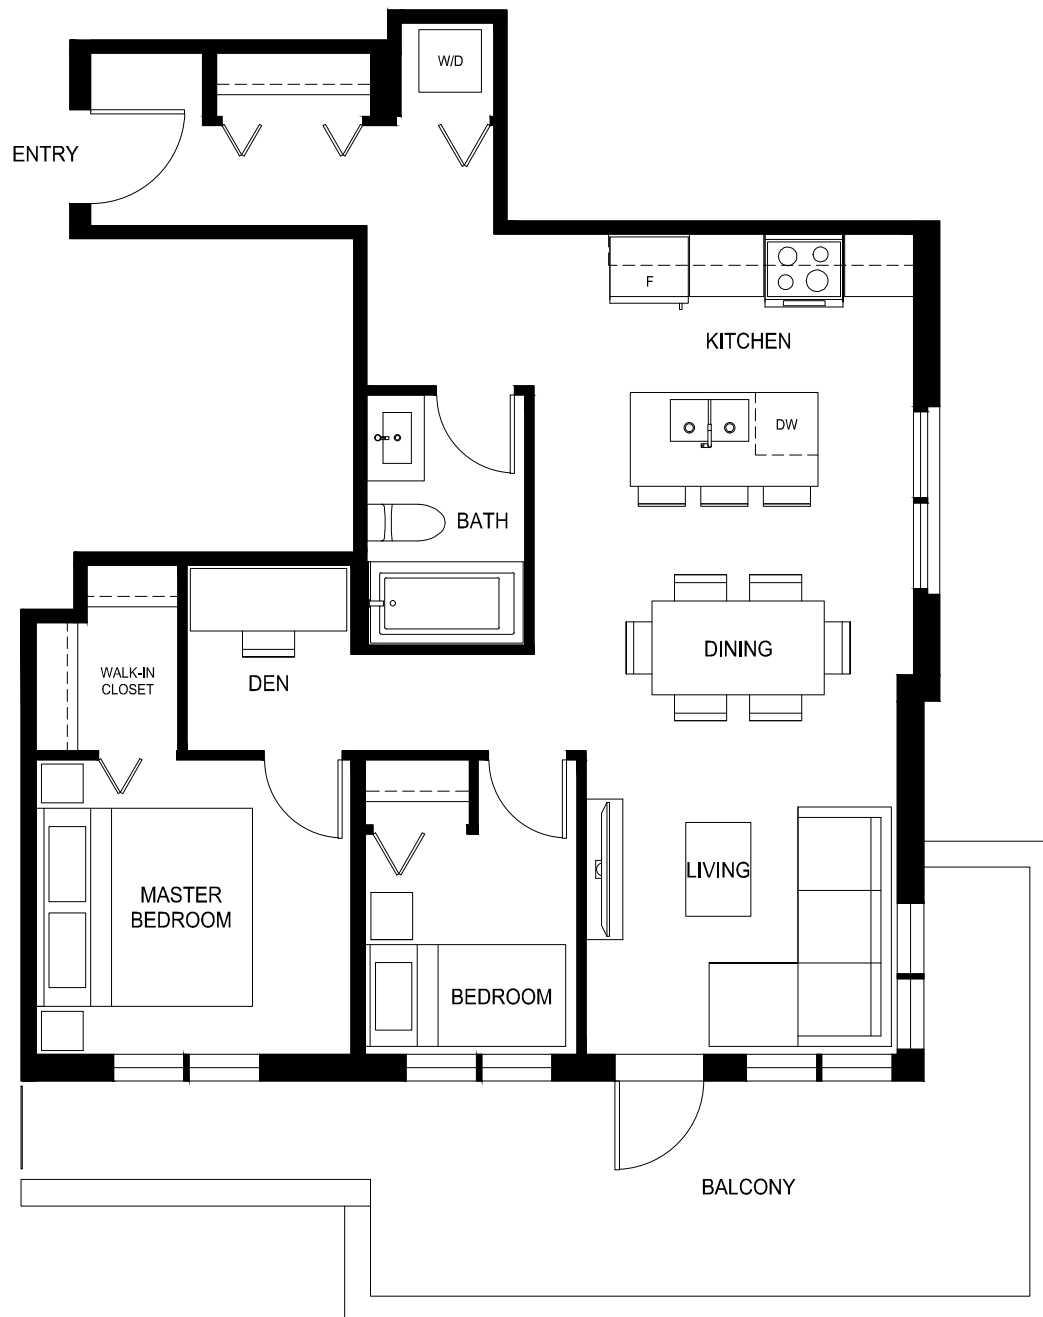 W/D
ENTRY
F
KITCHEN
DW
BATH
DINING
WALK-IN
CLOSET
DEN
LIVING
MASTER
BEDROOM
BEDROOM
BALCONY